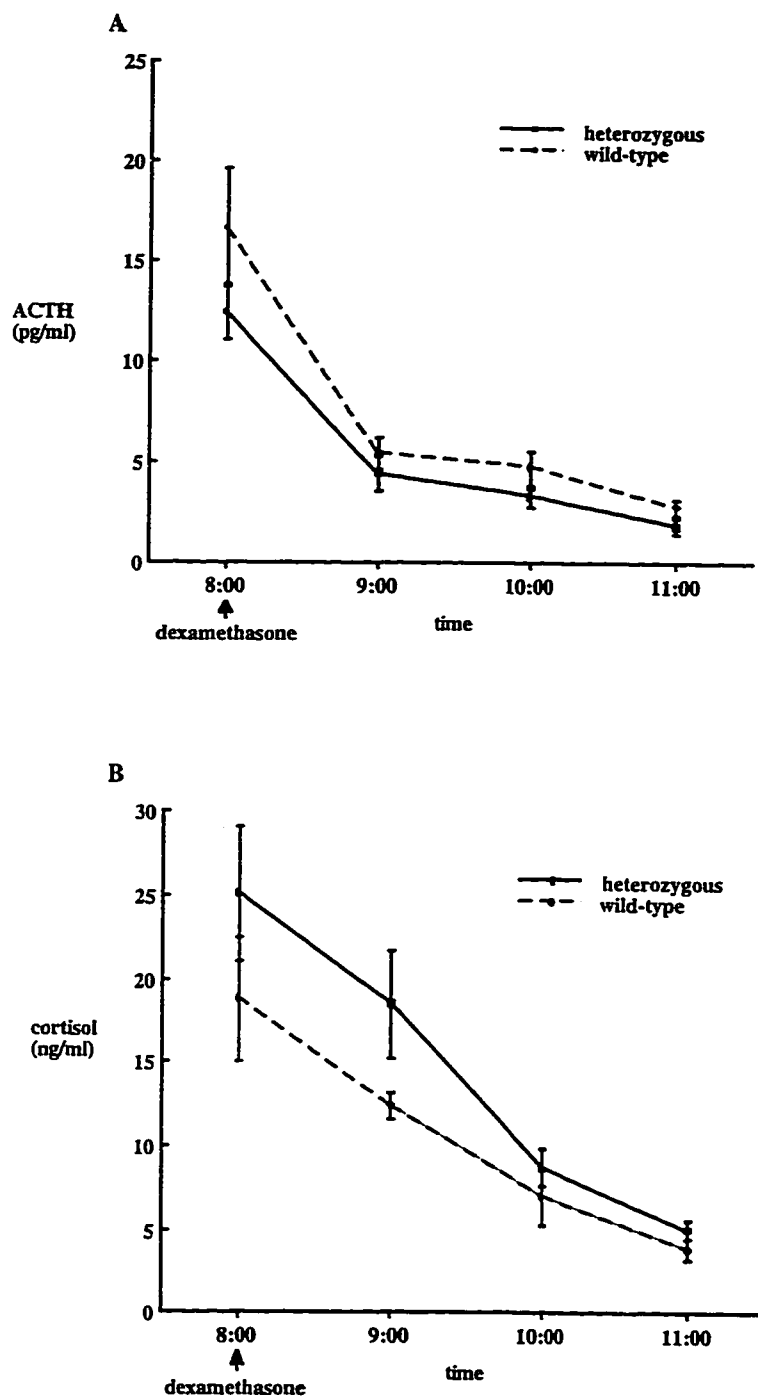 A
25
20
15
10
5
0
ACTH
(pg/ml)
heterozygous
wild-type
8:00 9:00 10:00 11:00
dexamethasone
time
B
30
25
20
15
10
5
0
cortisol
(ng/ml)
heterozygous
wild-type
8:00 9:00 10:00 11:00
dexamethasone
time